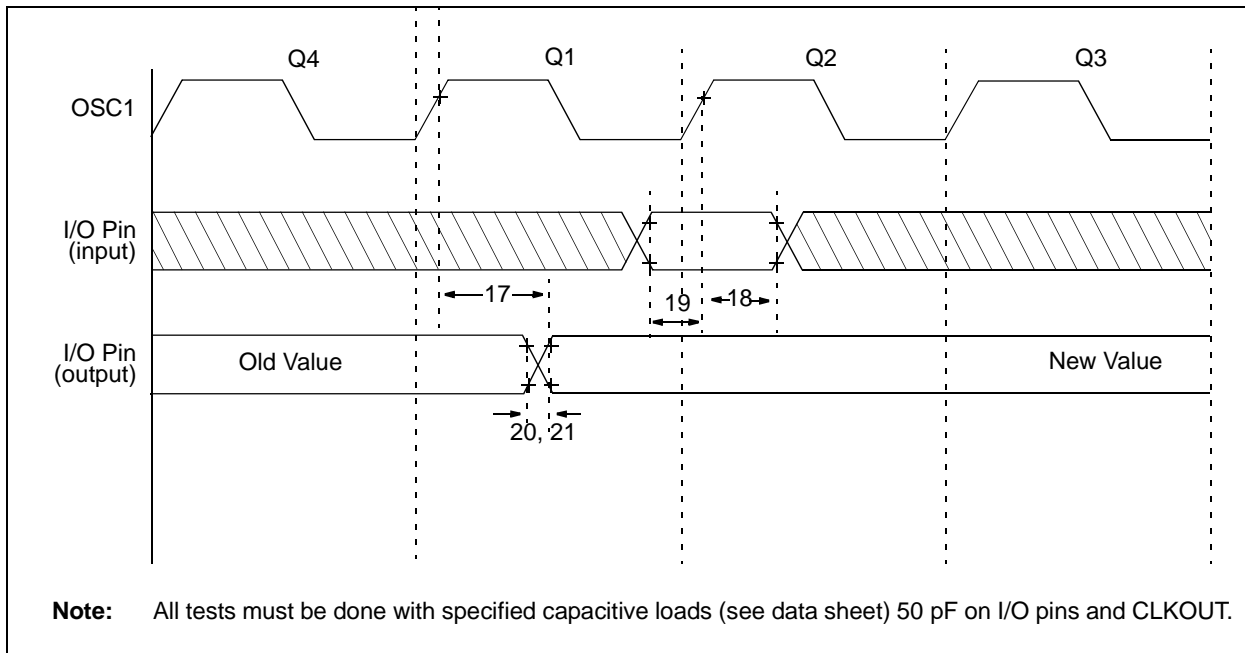 Q4 Q1 Q2 Q3
OSC1
I/O Pin
(input)
17 19 18
I/O Pin
(output)
Old Value New Value
20, 21
Note: All tests must be done with specified capacitive loads (see data sheet) 50 pF on I/O pins and CLKOUT.